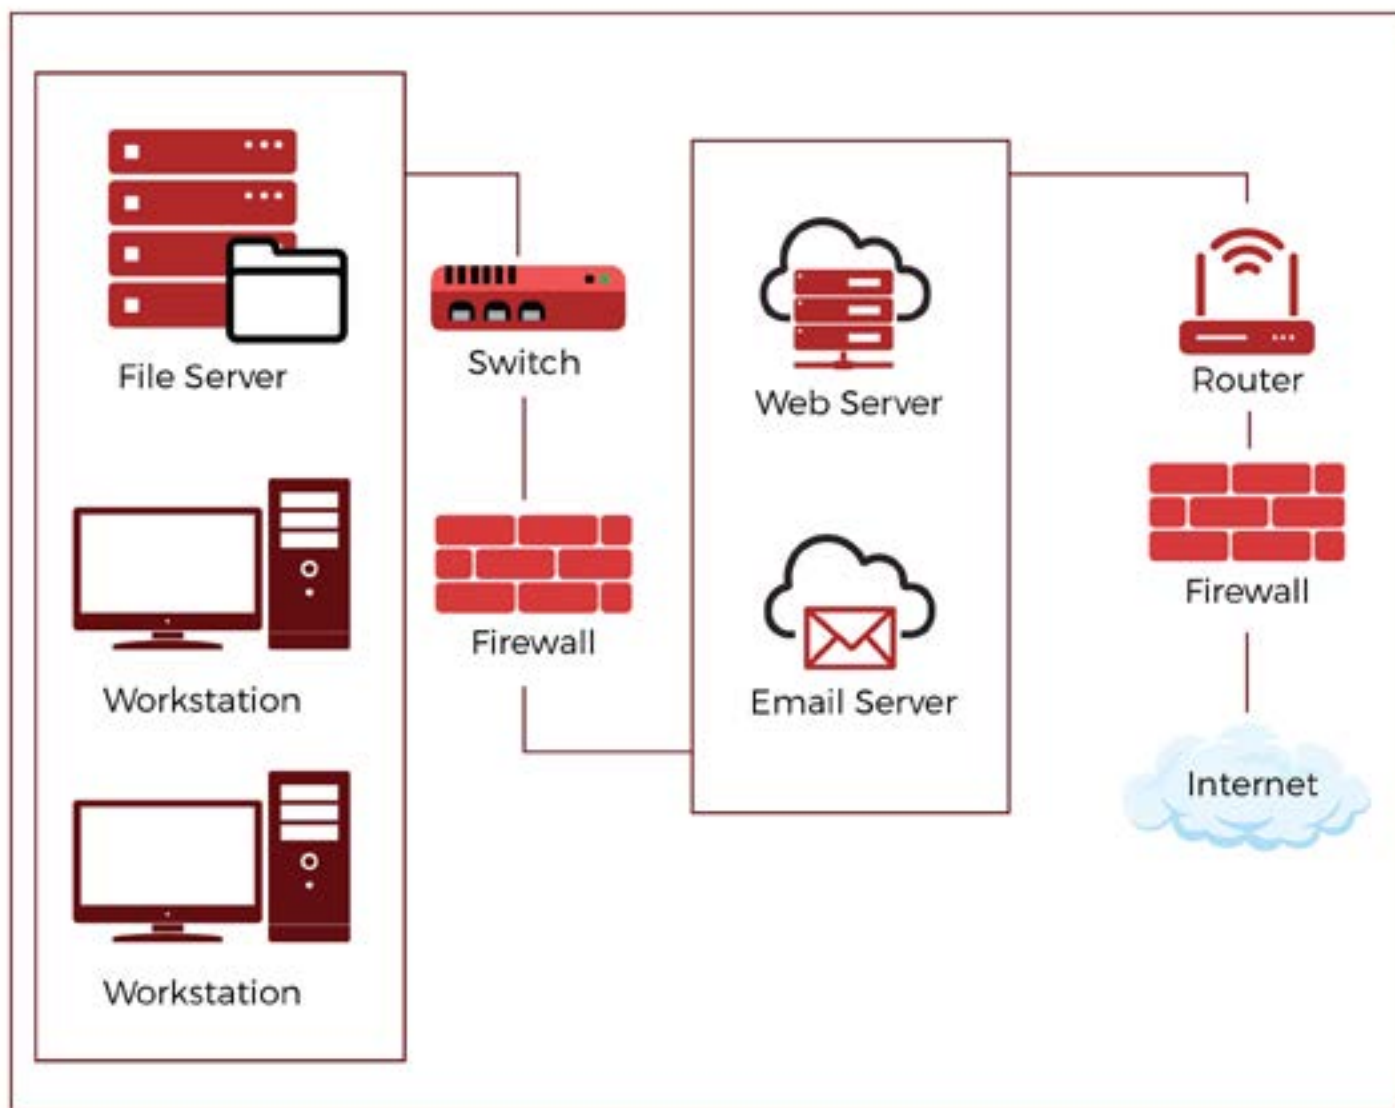 File Server
Workstation
Workstation
Switch
Firewall
Web Server
Email Server
Router
Firewall
Internet